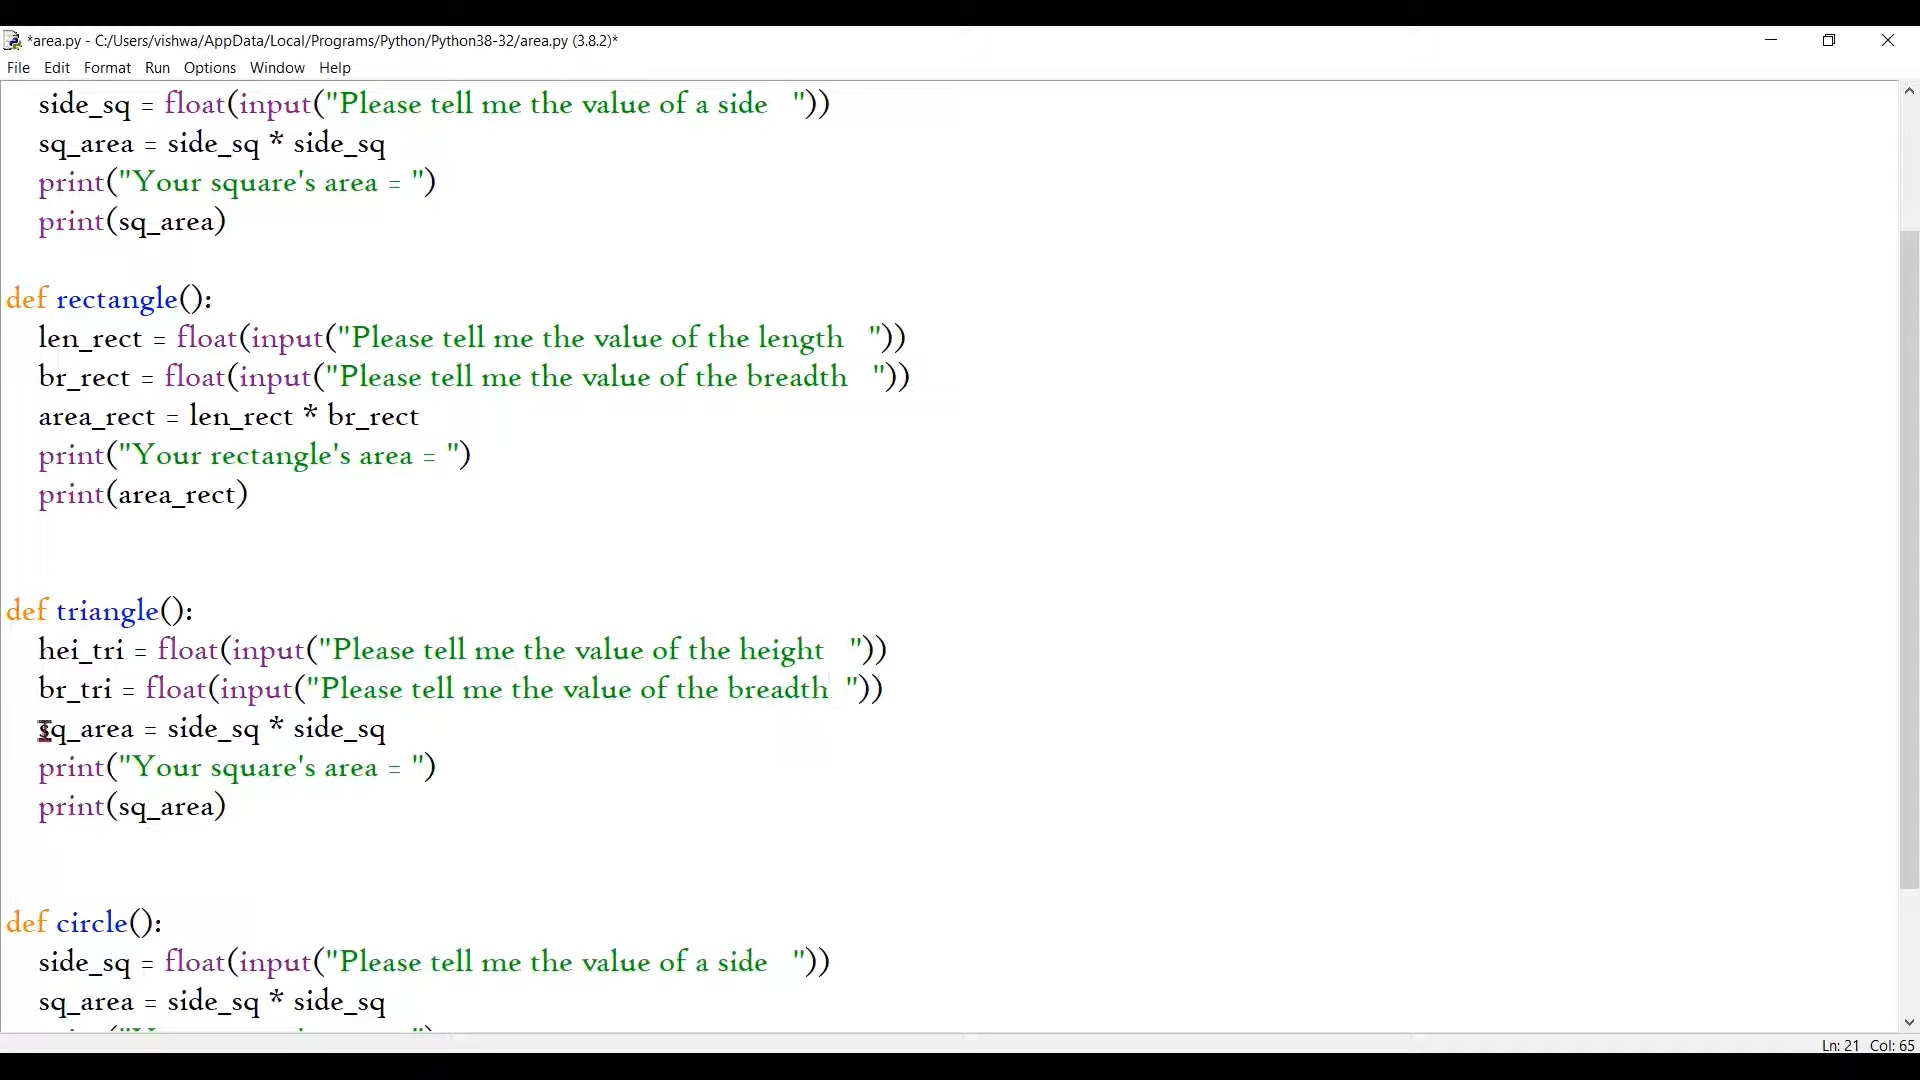 *area.py - C:/Users/vishwa/AppData/Local/Programs/Python/Python38-32/area.py (3.8.2)*
File Edit Format Run Options Window Help
side_sq = float(input("Please tell me the value of a side   "))
sq_area = side_sq * side_sq
print("Your square's area = ")
print(sq_area)
def rectangle():
len_rect = float(input("Please tell me the value of the length   "))
br_rect = float(input("Please tell me the value of the breadth   "))
area_rect = len_rect * br_rect
print("Your rectangle's area = ")
print(area_rect)
def triangle():
hei_tri = float(input("Please tell me the value of the height   "))
br_tri = float(input("Please tell me the value of the breadth  "))
sq_area = side_sq * side_sq
print("Your square's area = ")
print(sq_area)
def circle():
side_sq = float(input("Please tell me the value of a side   "))
sq_area = side_sq * side_sq
Ln: 21 Col: 65